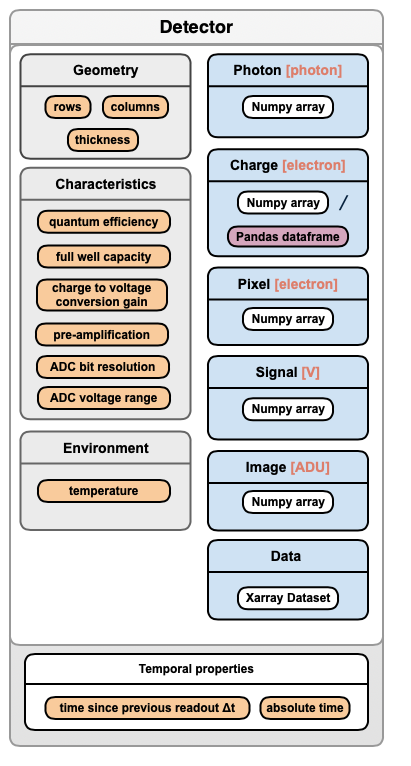 Detector
Geometry
rows
columns
thickness
Characteristics
quantum efficiency
full well capacity
charge to voltage
conversion gain
pre-amplification
ADC bit resolution
ADC voltage range
Environment
temperature
Photon [photon]
Numpy array
Charge [electron]
Numpy array /
Pandas dataframe
Pixel [electron]
Numpy array
Signal [V]
Numpy array
Image [ADU]
Numpy array
Data
Xarray Dataset
Temporal properties
time since previous readout Δt
absolute time